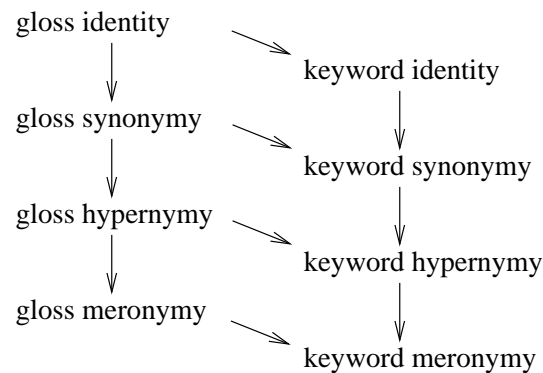 gloss identity
keyword identity
gloss synonymy
keyword synonymy
gloss hypernymy
keyword hypernymy
gloss meronymy
keyword meronymy